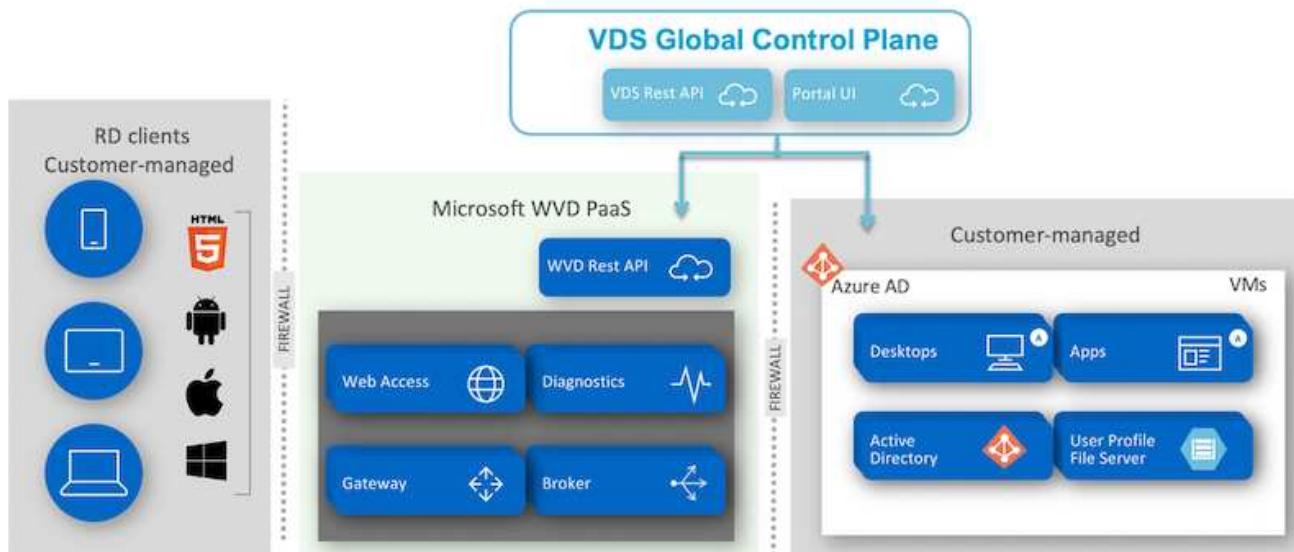 VDS Global Control Plane
VDS Rest API
Portal UI
RD clients
Customer-managed
HTML
5
FIREWALL
Microsoft WVD PaaS
WVD Rest API
Web Access
Diagnostics
Gateway
Broker
FIREWALL
Customer-managed
Azure AD
VMs
Desktops
A
Apps
A
Active
Directory
User Profile
File Server